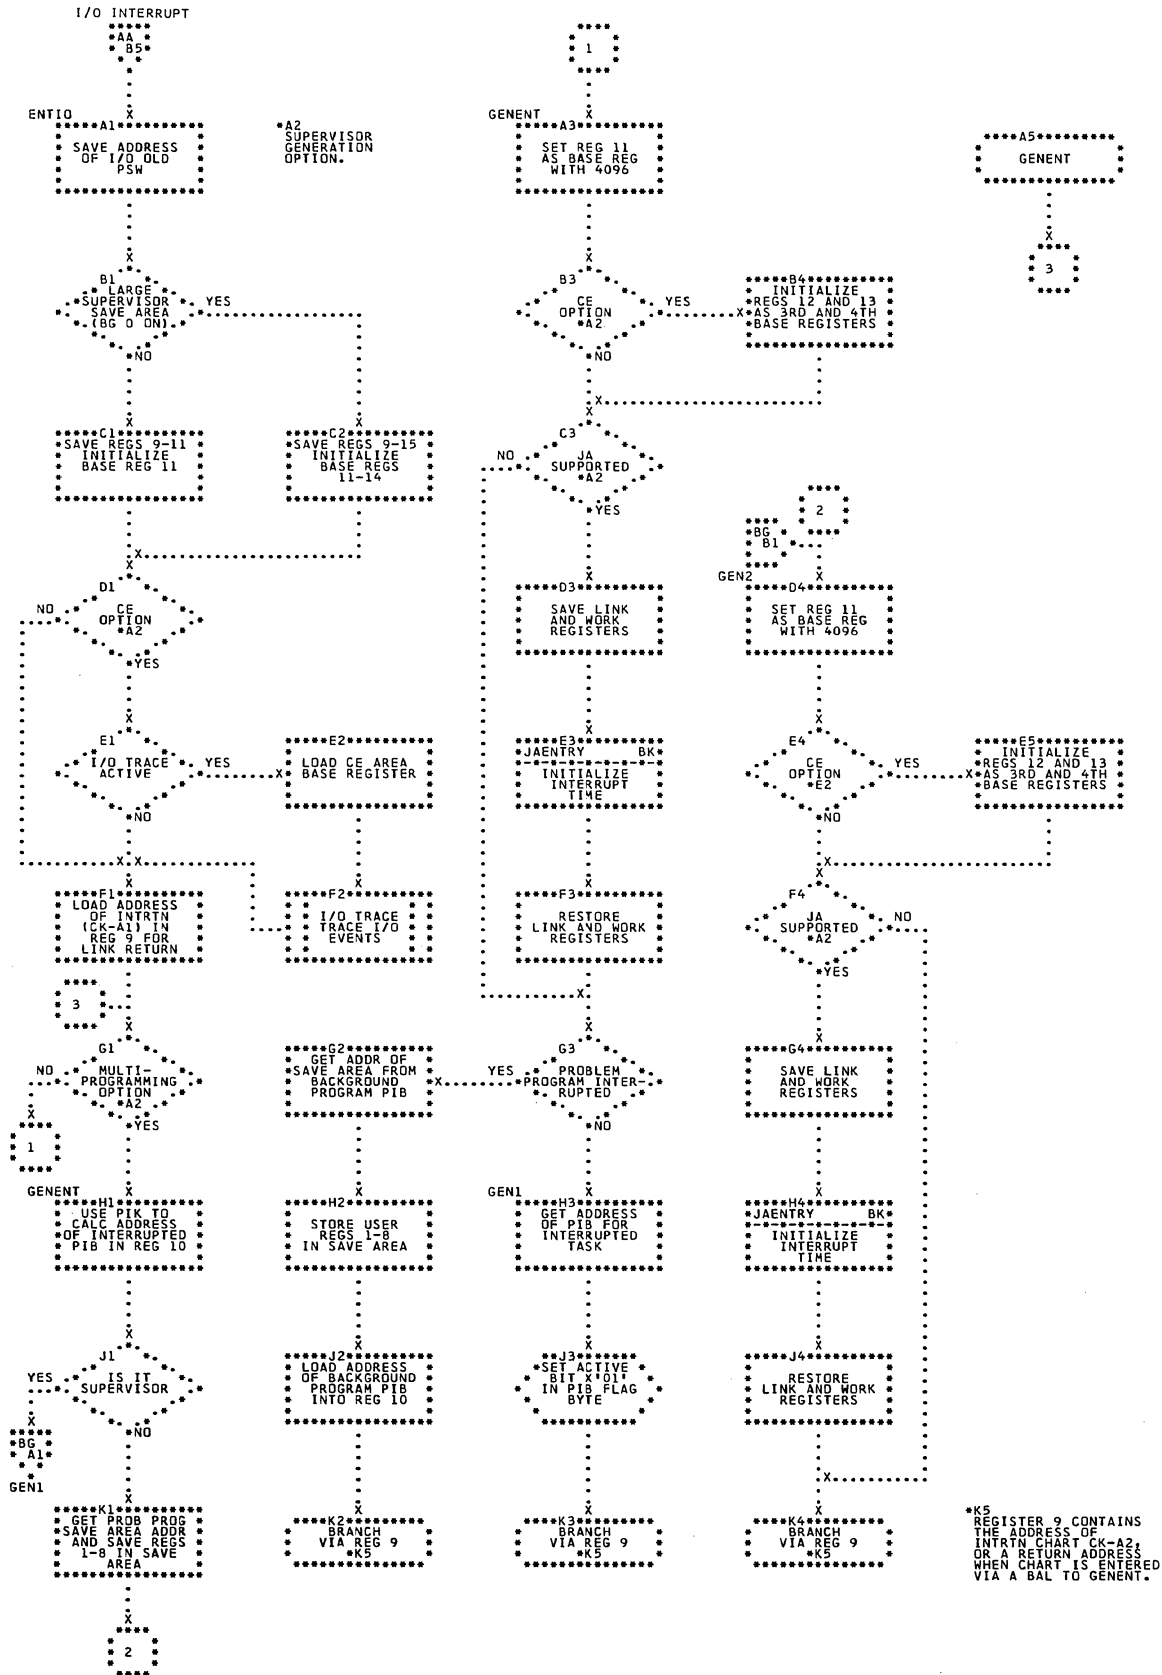 I/O INTERRUPT
AA
B5
ENTIO
A1
SAVE ADDRESS
OF I/O OLD
PSW
*A2
SUPERVISOR
GENERATION
OPTION.
B1
LARGE
SUPERVISOR
SAVE AREA
(BG 0 ON)
YES
NO
C1
SAVE REGS 9-11
INITIALIZE
BASE REG 11
C2
SAVE REGS 9-15
INITIALIZE
BASE REGS
11-14
D1
NO
CE
OPTION
*A2
YES
E1
I/O TRACE
ACTIVE
YES
NO
E2
LOAD CE AREA
BASE REGISTER
F1
LOAD ADDRESS
OF INTRTN
(CK-A1) IN
REG 9 FOR
LINK RETURN
F2
I/O TRACE
TRACE I/O
EVENTS
3
G1
NO
MULTI-
PROGRAMMING
OPTION
*A2
YES
1
GENENT
H1
USE PIK TO
CALC ADDRESS
OF INTERRUPTED
PIB IN REG 10
J1
YES
IS IT
SUPERVISOR
NO
BG
A1
GEN1
K1
GET PROB PROG
SAVE AREA ADDR
AND SAVE REGS
1-8 IN SAVE
AREA
2
G2
GET ADDR OF
SAVE AREA FROM
BACKGROUND
PROGRAM PIB
H2
STORE USER
REGS 1-8
IN SAVE AREA
J2
LOAD ADDRESS
OF BACKGROUND
PROGRAM PIB
INTO REG 10
K2
BRANCH
VIA REG 9
*K5
1
GENENT
A3
SET REG 11
AS BASE REG
WITH 4096
B3
CE
OPTION
*A2
YES
NO
B4
INITIALIZE
REGS 12 AND 13
AS 3RD AND 4TH
BASE REGISTERS
C3
NO
JA
SUPPORTED
*A2
YES
D3
SAVE LINK
AND WORK
REGISTERS
E3
JAENTRY BK
INITIALIZE
INTERRUPT
TIME
F3
RESTORE
LINK AND WORK
REGISTERS
G3
YES
PROBLEM
PROGRAM INTER-
RUPTED
NO
GEN1
H3
GET ADDRESS
OF PIB FOR
INTERRUPTED
TASK
J3
SET ACTIVE
BIT X'01'
IN PIB FLAG
BYTE
K3
BRANCH
VIA REG 9
*K5
2
BG
B1
GEN2
D4
SET REG 11
AS BASE REG
WITH 4096
E4
CE
OPTION
*E2
YES
NO
E5
INITIALIZE
REGS 12 AND 13
AS 3RD AND 4TH
BASE REGISTERS
F4
JA
SUPPORTED
*A2
NO
YES
G4
SAVE LINK
AND WORK
REGISTERS
H4
JAENTRY BK
INITIALIZE
INTERRUPT
TIME
J4
RESTORE
LINK AND WORK
REGISTERS
K4
BRANCH
VIA REG 9
*K5
A5
GENENT
3
*K5
REGISTER 9 CONTAINS
THE ADDRESS OF
INTRTN CHART CK-A2,
OR A RETURN ADDRESS
WHEN CHART IS ENTERED
VIA A BAL TO GENENT.